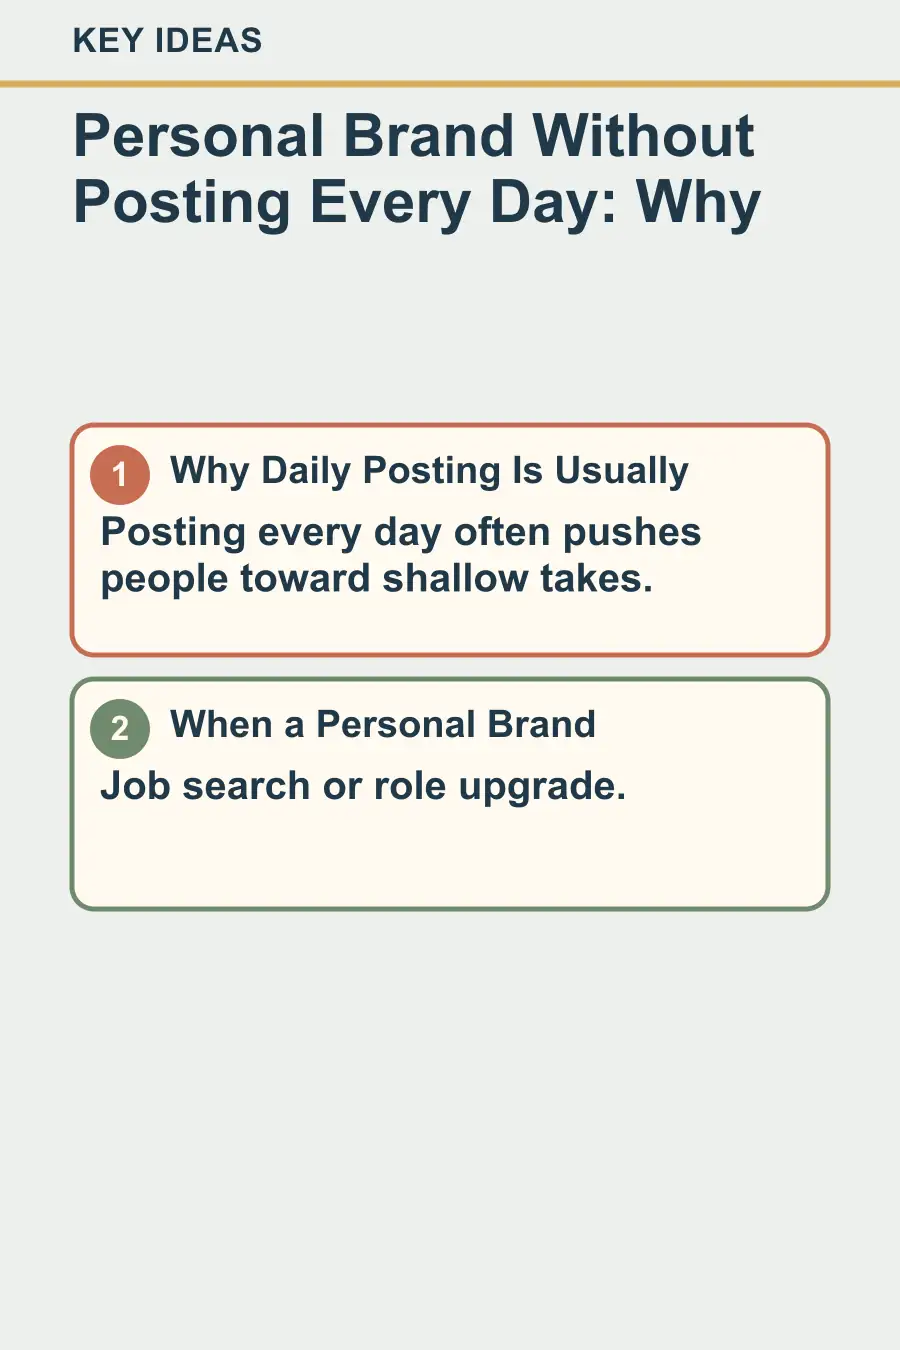 KEY IDEAS
Personal Brand Without
Posting Every Day: Why
1 Why Daily Posting Is Usually
Posting every day often pushes
people toward shallow takes.
2 When a Personal Brand
Job search or role upgrade.